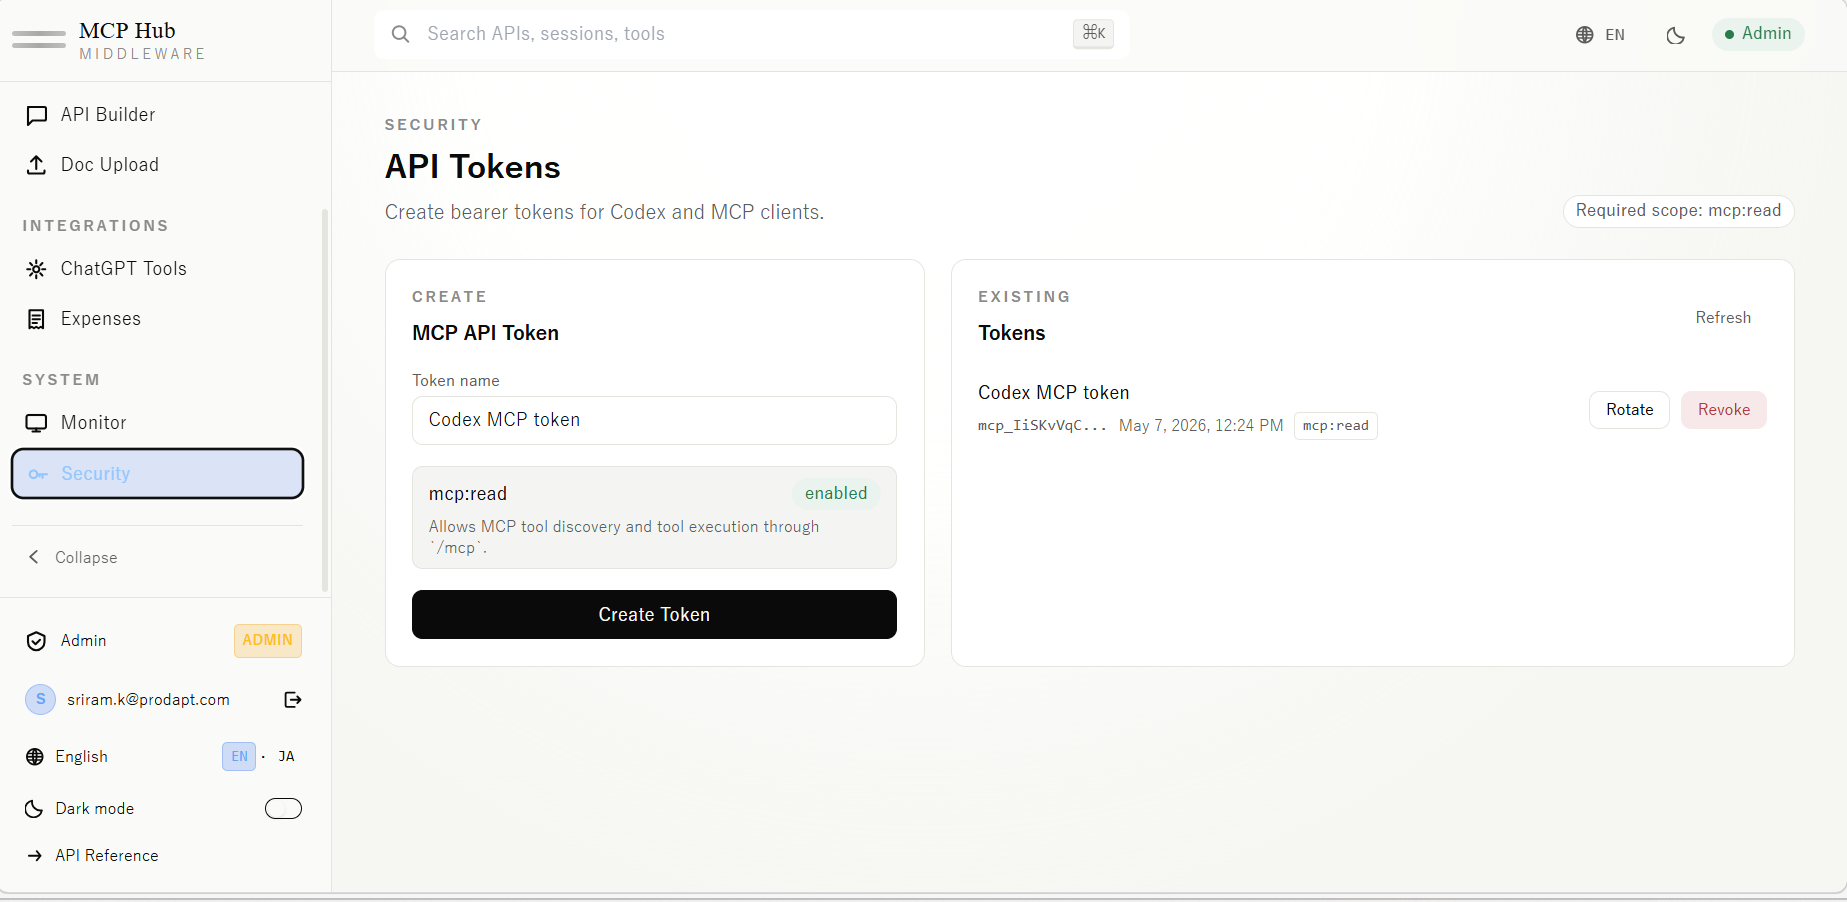 MCP Hub
MIDDLEWARE
Search APIs, sessions, tools
⌘K
EN
Admin
API Builder
Doc Upload
INTEGRATIONS
ChatGPT Tools
Expenses
SYSTEM
Monitor
Security
Collapse
Admin
ADMIN
S
sriram.k@prodapt.com
English
EN · JA
Dark mode
API Reference
SECURITY
API Tokens
Create bearer tokens for Codex and MCP clients.
Required scope: mcp:read
CREATE
MCP API Token
Token name
Codex MCP token
mcp:read
enabled
Allows MCP tool discovery and tool execution through
`/mcp`.
Create Token
EXISTING
Tokens
Refresh
Codex MCP token
mcp_IiSKvVqC... May 7, 2026, 12:24 PM mcp:read
Rotate
Revoke